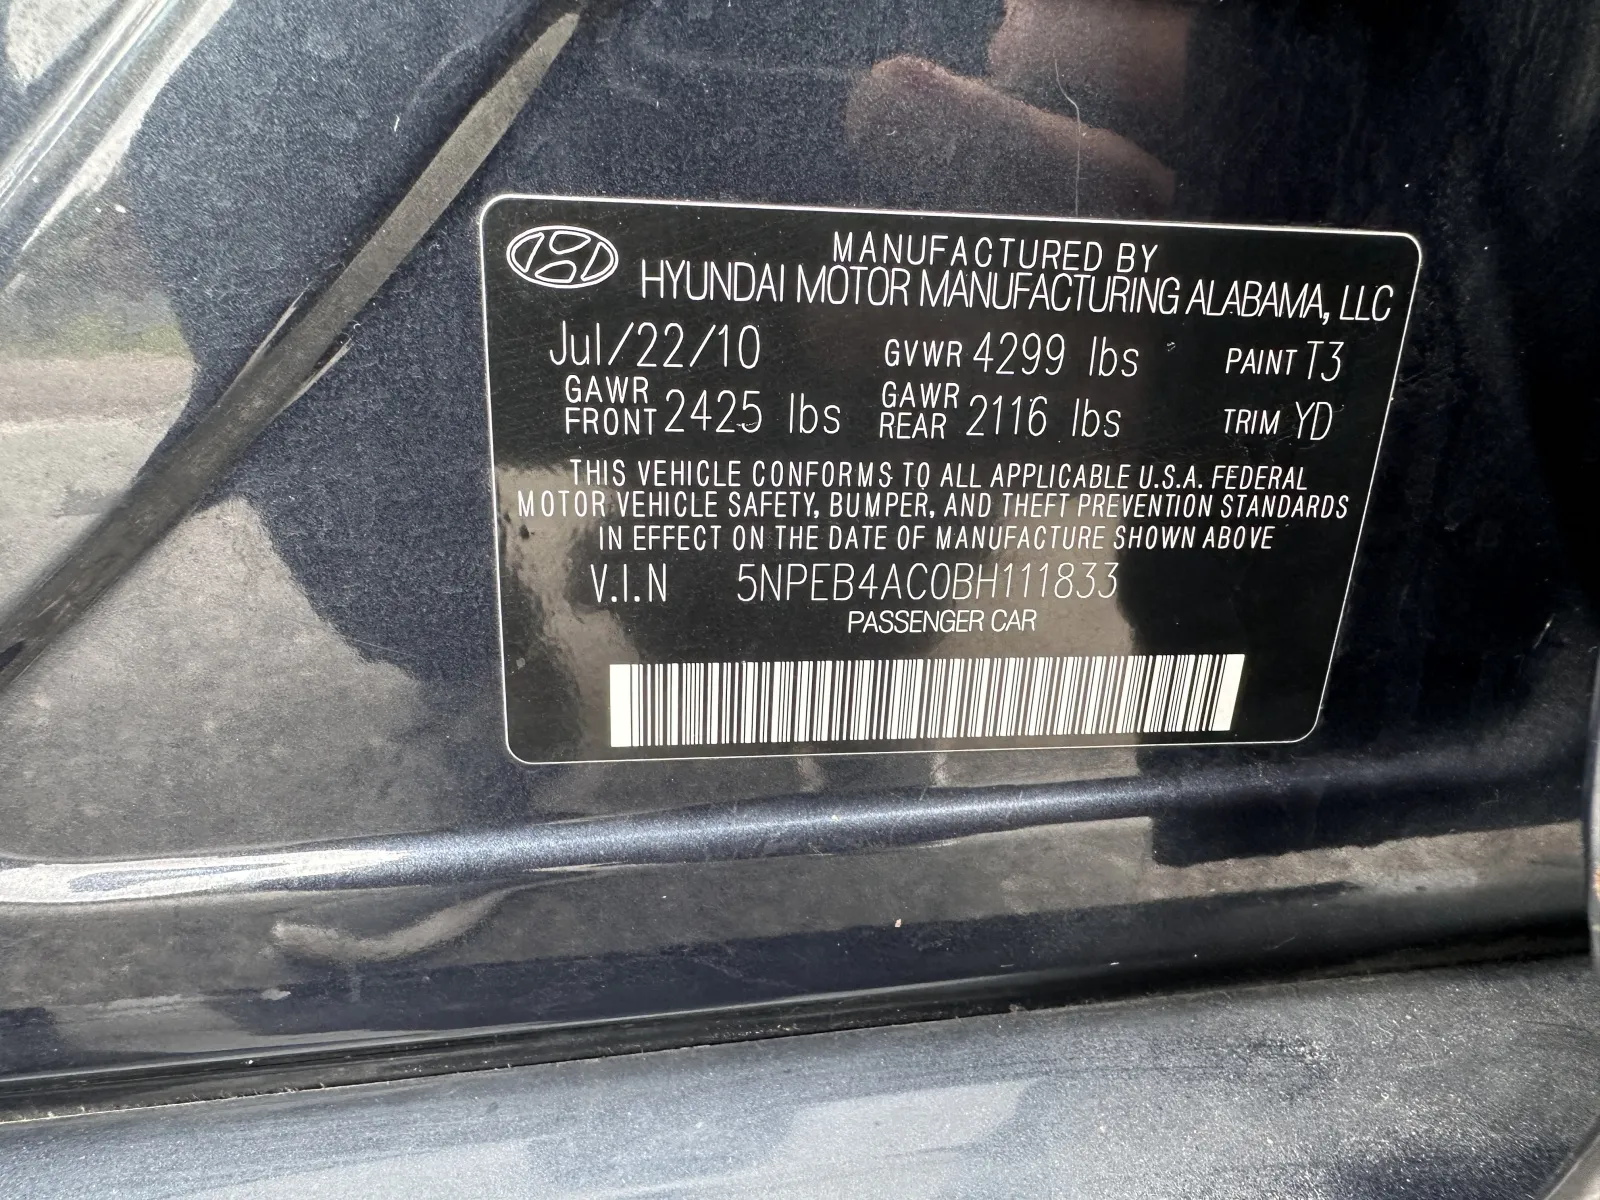 MANUFACTURED BY
HYUNDAI MOTOR MANUFACTURING ALABAMA, LLC
Jul/22/10 GVWR 4299 lbs PAINT T3
GAWR FRONT 2425 lbs GAWR REAR 2116 lbs TRIM YD
THIS VEHICLE CONFORMS TO ALL APPLICABLE U.S.A. FEDERAL
MOTOR VEHICLE SAFETY, BUMPER, AND THEFT PREVENTION STANDARDS
IN EFFECT ON THE DATE OF MANUFACTURE SHOWN ABOVE
V.I.N 5NPEB4AC0BH111833
PASSENGER CAR